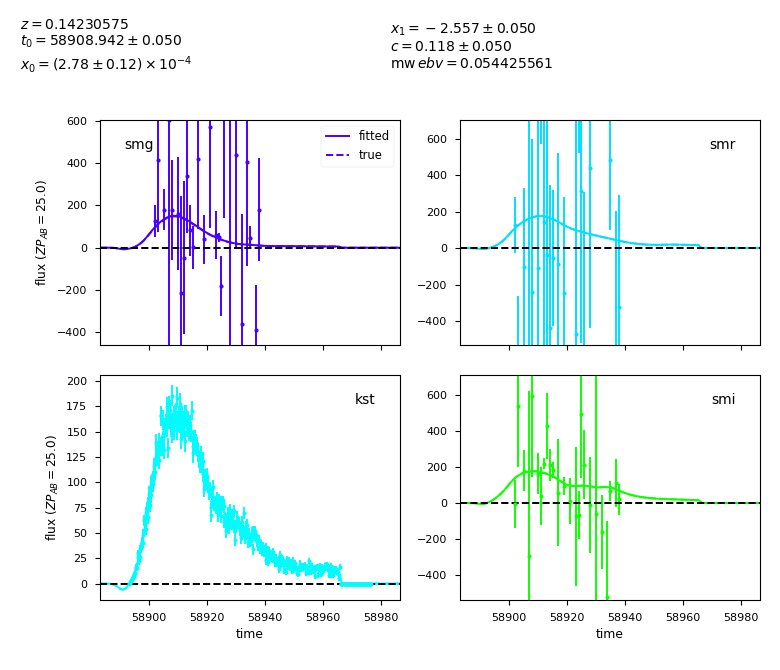 z = 0.14230575
t₀ = 58908.942 ± 0.050
x₀ = (2.78 ± 0.12) × 10⁻⁴
x₁ = −2.557 ± 0.050
c = 0.118 ± 0.050
mw ebv = 0.054425561
600
400
200
0
−200
−400
flux (ZP_AB = 25.0)
smg
fitted
true
600
400
200
0
−200
−400
smr
200
175
150
125
100
75
50
25
0
flux (ZP_AB = 25.0)
kst
58900 58920 58940 58960 58980
time
600
400
200
0
−200
−400
smi
58900 58920 58940 58960 58980
time